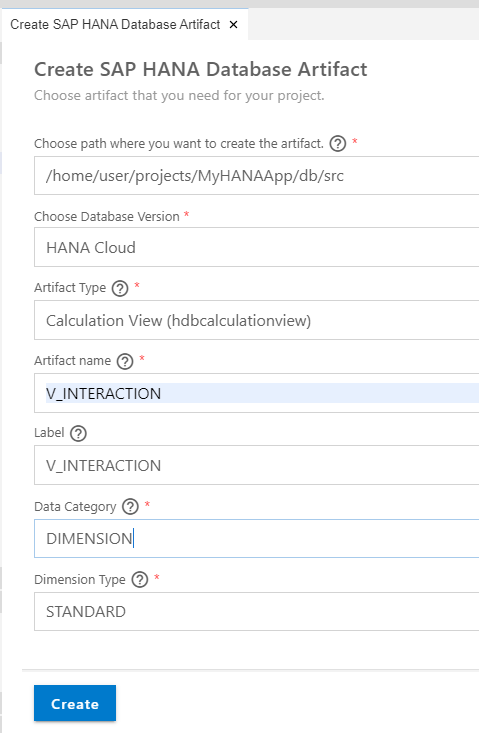 Create SAP HANA Database Artifact ×
Create SAP HANA Database Artifact
Choose artifact that you need for your project.
Choose path where you want to create the artifact. ? *
/home/user/projects/MyHANAApp/db/src
Choose Database Version *
HANA Cloud
Artifact Type ? *
Calculation View (hdbcalculationview)
Artifact name ? *
V_INTERACTION
Label ?
V_INTERACTION
Data Category ? *
DIMENSION
Dimension Type ? *
STANDARD
Create